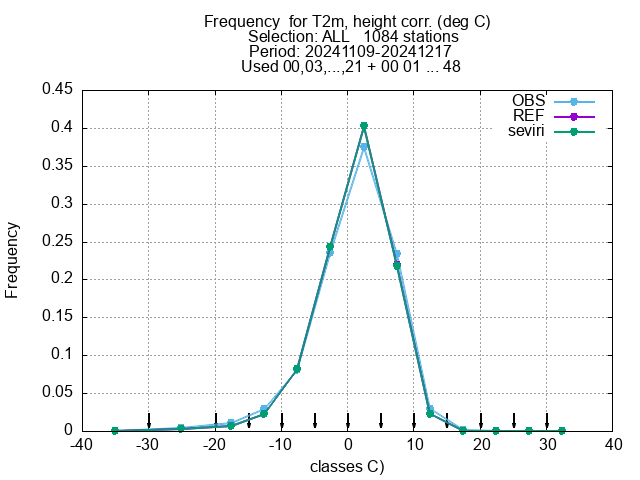 Frequency  for T2m, height corr. (deg C)
Selection: ALL   1084 stations
Period: 20241109-20241217
Used 00,03,...,21 + 00 01 ... 48
OBS
REF
seviri
0.45
0.4
0.35
0.3
0.25
0.2
0.15
0.1
0.05
0
Frequency
-40 -30 -20 -10 0 10 20 30 40
classes C)